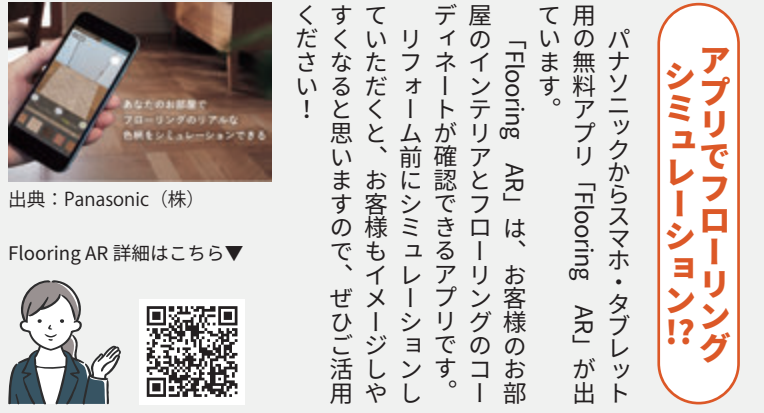 アプリでフローリング
シミュレーション!?
パナソニックからスマホ・タブレット
用の無料アプリ「Flooring AR」が出
ています。
「Flooring AR」は、お客様のお部
屋のインテリアとフローリングのコー
ディネートが確認できるアプリです。
リフォーム前にシミュレーションし
ていただくと、お客様もイメージしや
すくなると思いますので、ぜひご活用
ください！
あなたのお部屋で
フローリングのリアルな
色柄をシミュレーションできる
出典：Panasonic（株）
Flooring AR 詳細はこちら▼